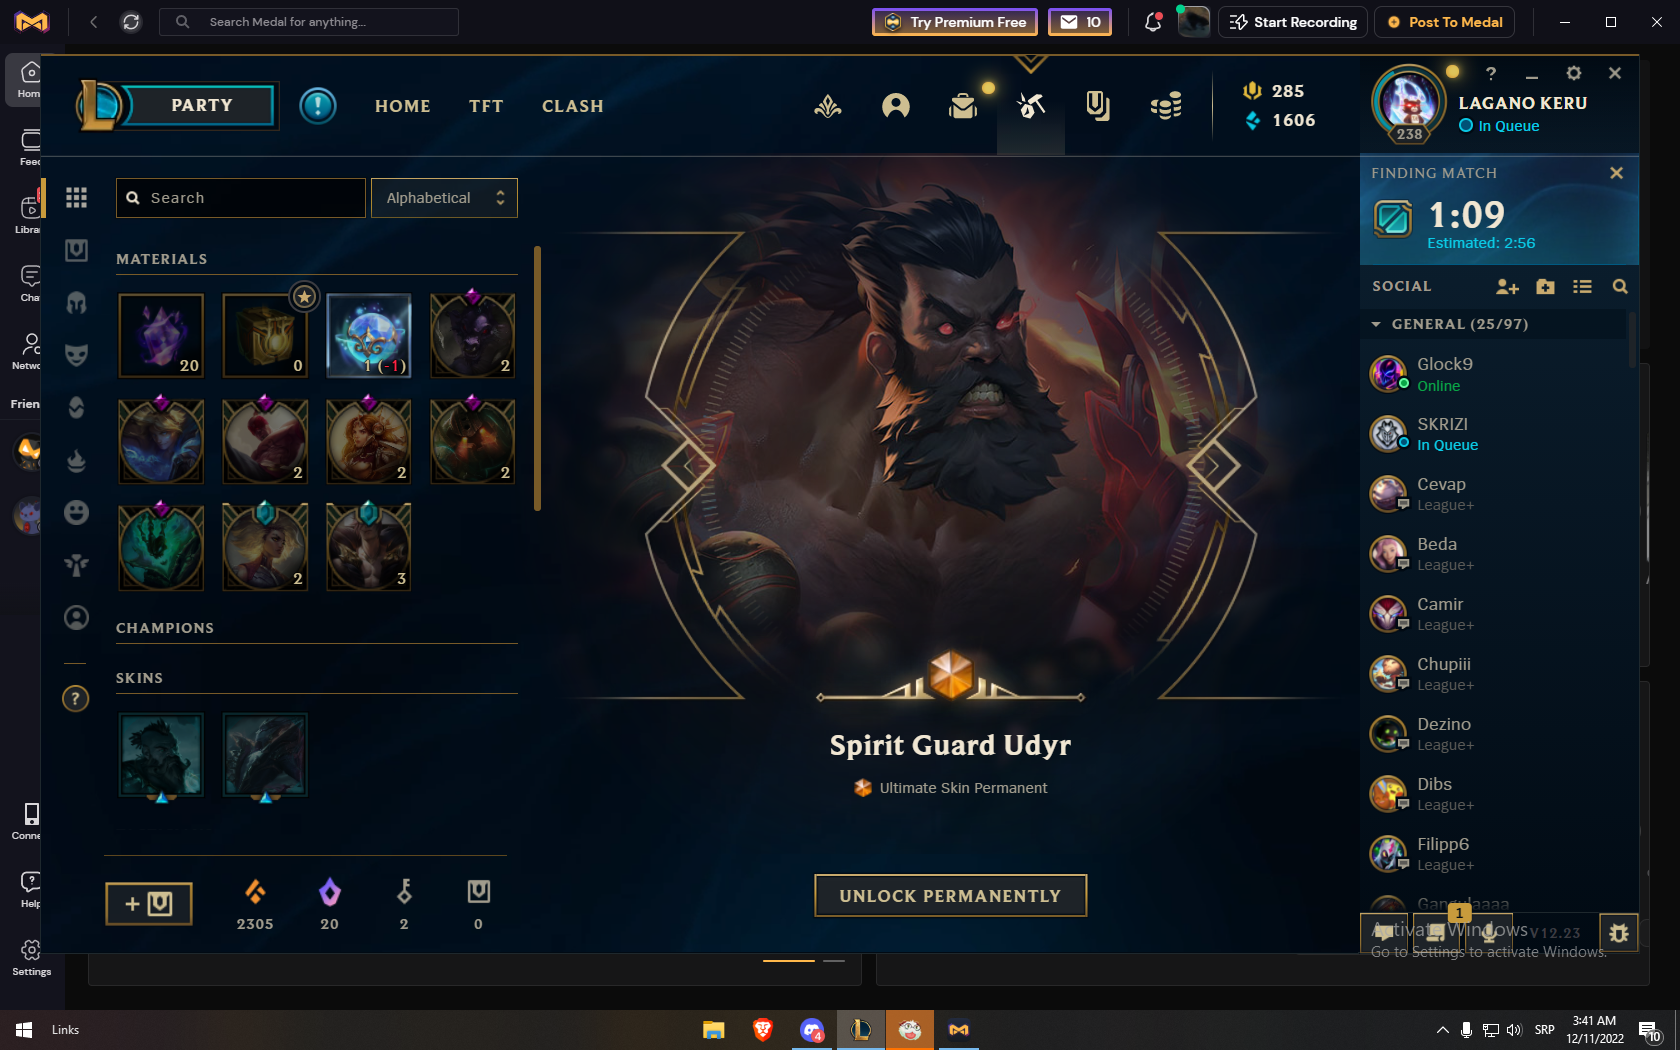 Search Medal for anything...
Try Premium Free
10
Start Recording
Post To Medal
Home
Feed
Library
Chat
Network
Friends
Connect
Help
Settings
PARTY
HOME
TFT
CLASH
285
1606
238
LAGANO KERU
In Queue
FINDING MATCH
1:09
Estimated: 2:56
Search
Alphabetical
MATERIALS
20
0
1 (-1)
2
2
2
2
2
3
CHAMPIONS
SKINS
2305
20
2
0
Spirit Guard Udyr
Ultimate Skin Permanent
UNLOCK PERMANENTLY
SOCIAL
GENERAL (25/97)
Glock9
Online
SKRIZI
In Queue
Cevap
League+
Beda
League+
Camir
League+
Chupiii
League+
Dezino
League+
Dibs
League+
Filipp6
League+
1
V12.23
Activate Windows
Go to Settings to activate Windows.
Links
4
SRP
3:41 AM
12/11/2022
10